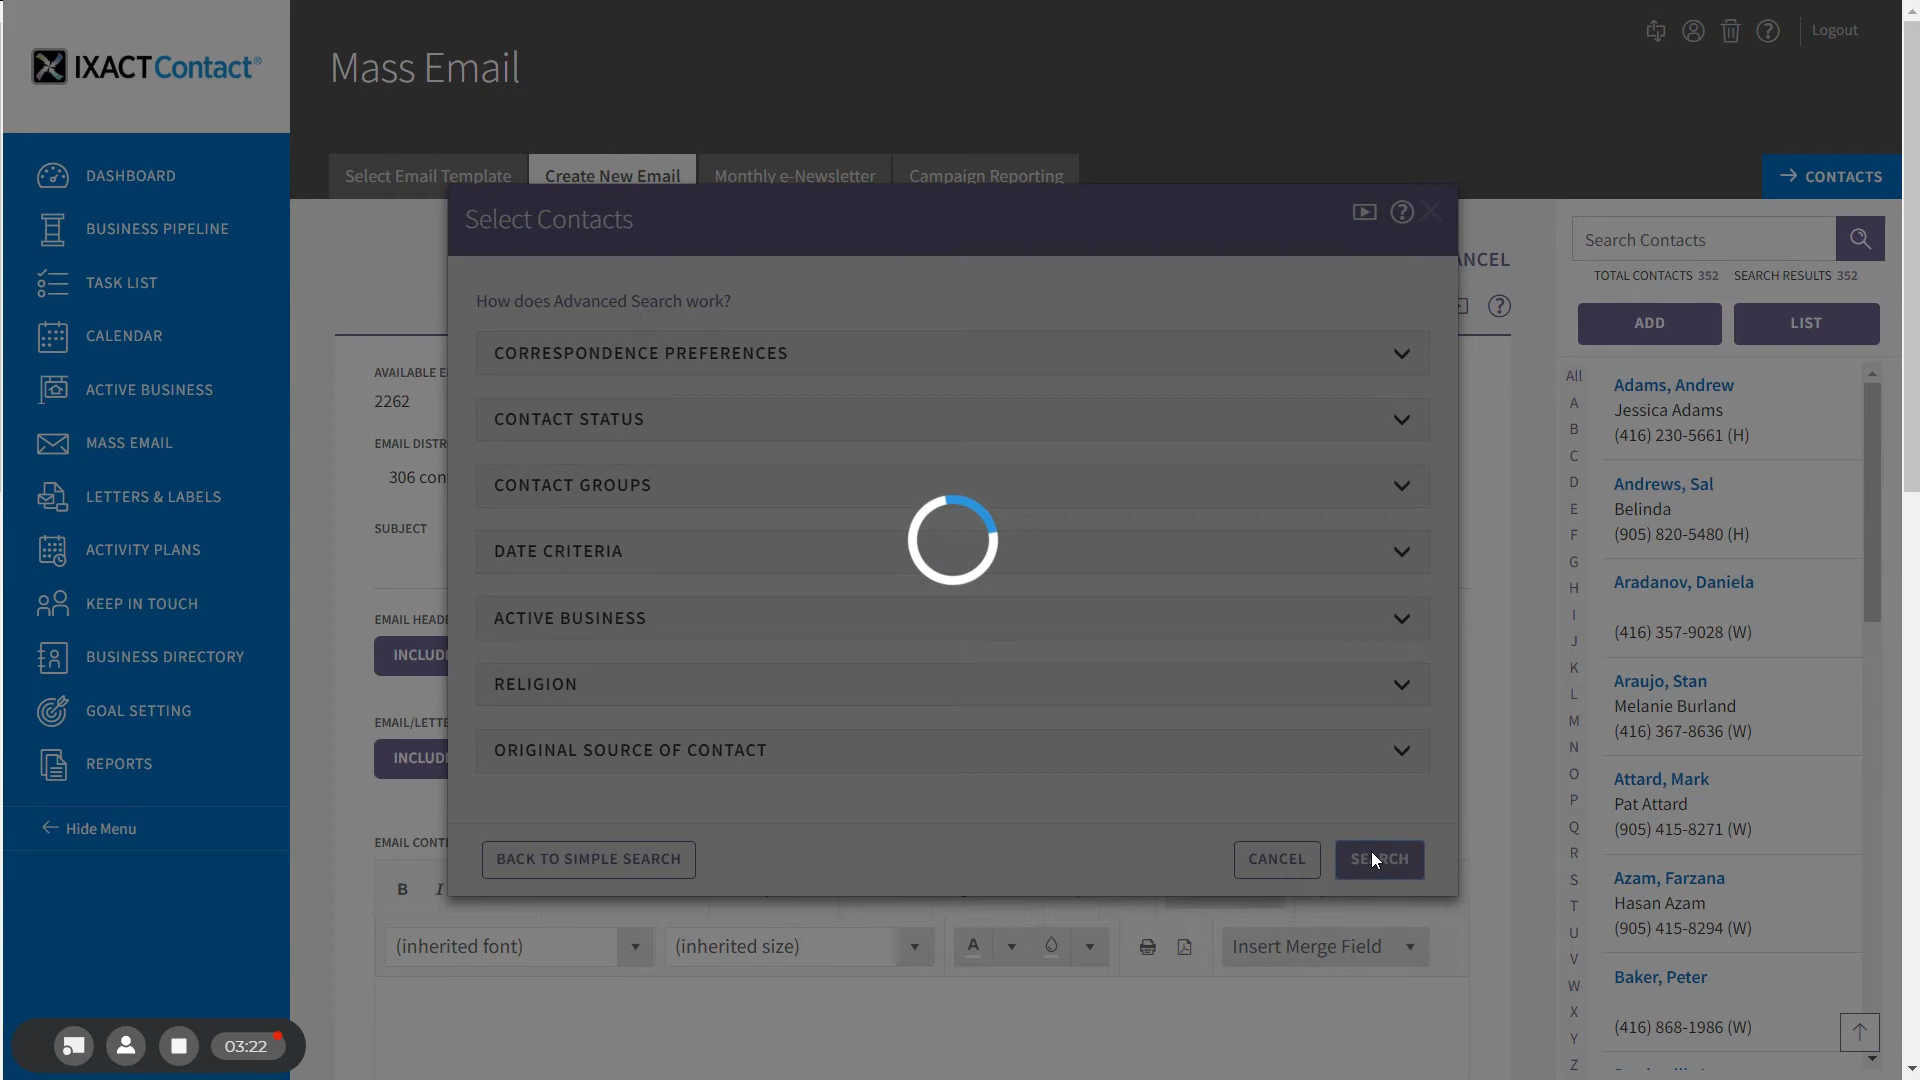 IXACTContact®
Mass Email
Logout
Select Email Template
Create New Email
Monthly e-Newsletter
Campaign Reporting
CONTACTS
DASHBOARD
BUSINESS PIPELINE
TASK LIST
CALENDAR
ACTIVE BUSINESS
MASS EMAIL
LETTERS & LABELS
ACTIVITY PLANS
KEEP IN TOUCH
BUSINESS DIRECTORY
GOAL SETTING
REPORTS
Hide Menu
03:22
AVAILABLE E
2262
EMAIL DISTR
306 con
SUBJECT
EMAIL HEADE
INCLUD
EMAIL/LETTE
INCLUD
EMAIL CONT
Select Contacts
How does Advanced Search work?
CORRESPONDENCE PREFERENCES
CONTACT STATUS
CONTACT GROUPS
DATE CRITERIA
ACTIVE BUSINESS
RELIGION
ORIGINAL SOURCE OF CONTACT
BACK TO SIMPLE SEARCH
CANCEL
SEARCH
ANCEL
B
I
(inherited font)
(inherited size)
A
Insert Merge Field
Search Contacts
TOTAL CONTACTS 352 SEARCH RESULTS 352
ADD
LIST
All
A
B
C
D
E
F
G
H
I
J
K
L
M
N
O
P
Q
R
S
T
U
V
W
X
Y
Z
Adams, Andrew
Jessica Adams
(416) 230-5661 (H)
Andrews, Sal
Belinda
(905) 820-5480 (H)
Aradanov, Daniela
(416) 357-9028 (W)
Araujo, Stan
Melanie Burland
(416) 367-8636 (W)
Attard, Mark
Pat Attard
(905) 415-8271 (W)
Azam, Farzana
Hasan Azam
(905) 415-8294 (W)
Baker, Peter
(416) 868-1986 (W)